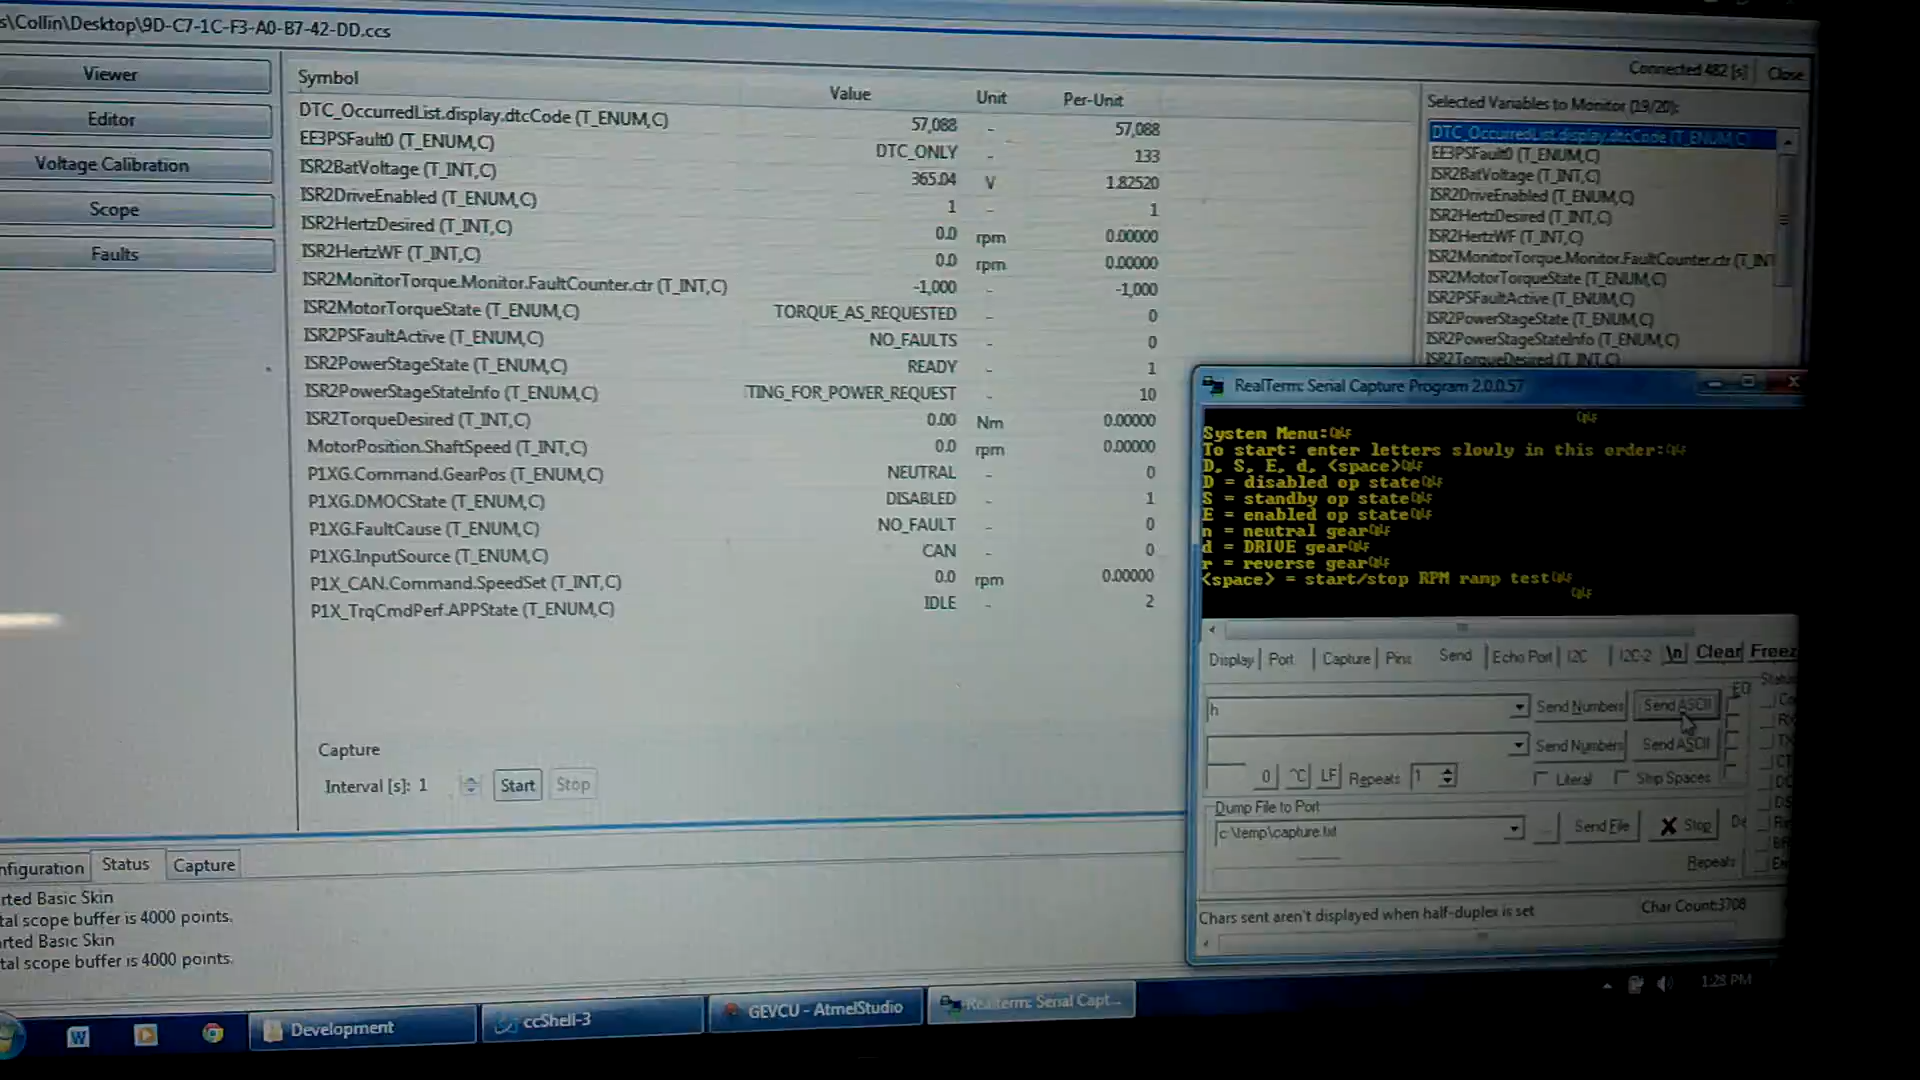 s\Collin\Desktop\9D-C7-1C-F3-A0-B7-42-DD.ccs
Connected 482 [s] Close
Viewer
Editor
Voltage Calibration
Scope
Faults
Symbol Value Unit Per-Unit
DTC_OccurredList.display.dtcCode (T_ENUM,C) 57,088 - 57,088
EE3PSFault0 (T_ENUM,C) DTC_ONLY - 133
ISR2BatVoltage (T_INT,C) 365.04 V 1.82520
ISR2DriveEnabled (T_ENUM,C) 1 - 1
ISR2HertzDesired (T_INT,C) 0.0 rpm 0.00000
ISR2HertzWF (T_INT,C) 0.0 rpm 0.00000
ISR2MonitorTorque.Monitor.FaultCounter.ctr (T_INT,C) -1,000 - -1,000
ISR2MotorTorqueState (T_ENUM,C) TORQUE_AS_REQUESTED - 0
ISR2PSFaultActive (T_ENUM,C) NO_FAULTS - 0
ISR2PowerStageState (T_ENUM,C) READY - 1
ISR2PowerStageStateInfo (T_ENUM,C) TING_FOR_POWER_REQUEST 10
ISR2TorqueDesired (T_INT,C) 0.00 Nm 0.00000
MotorPosition.ShaftSpeed (T_INT,C) 0.0 rpm 0.00000
P1XG.Command.GearPos (T_ENUM,C) NEUTRAL - 0
P1XG.DMOCState (T_ENUM,C) DISABLED - 1
P1XG.FaultCause (T_ENUM,C) NO_FAULT - 0
P1XG.InputSource (T_ENUM,C) CAN - 0
P1X_CAN.Command.SpeedSet (T_INT,C) 0.0 rpm 0.00000
P1X_TrqCmdPerf.APPState (T_ENUM,C) IDLE - 2
Capture
Interval [s]: 1 Start Stop
Selected Variables to Monitor (19/20):
DTC_OccurredList.display.dtcCode (T_ENUM,C)
EE3PSFault0 (T_ENUM,C)
ISR2BatVoltage (T_INT,C)
ISR2DriveEnabled (T_ENUM,C)
ISR2HertzDesired (T_INT,C)
ISR2HertzWF (T_INT,C)
ISR2MonitorTorque.Monitor.FaultCounter.ctr (T_INT
ISR2MotorTorqueState (T_ENUM,C)
ISR2PSFaultActive (T_ENUM,C)
ISR2PowerStageState (T_ENUM,C)
ISR2PowerStageStateInfo (T_ENUM,C)
ISR2TorqueDesired (T_INT,C)
RealTerm: Serial Capture Program 2.0.0.57
System Menu:
To start: enter letters slowly in this order:
D, S, E, d, <space>
D = disabled op state
S = standby op state
E = enabled op state
n = neutral gear
d = DRIVE gear
r = reverse gear
<space> = start/stop RPM ramp test
Display Port Capture Pins Send Echo Port I2C I2C-2 \n Clear Freez
h Send Numbers Send ASCII
Send Numbers Send ASCII
0 ^C LF Repeats 1 Literal Strip Spaces
Dump File to Port
c:\temp\capture.txt ... Send File X Stop
Repeats
Chars sent aren't displayed when half-duplex is set Char Count:3708
nfiguration Status Capture
rted Basic Skin
tal scope buffer is 4000 points.
rted Basic Skin
tal scope buffer is 4000 points.
Development ccShell-3 GEVCU - AtmelStudio Realterm: Serial Capt... 1:28 PM